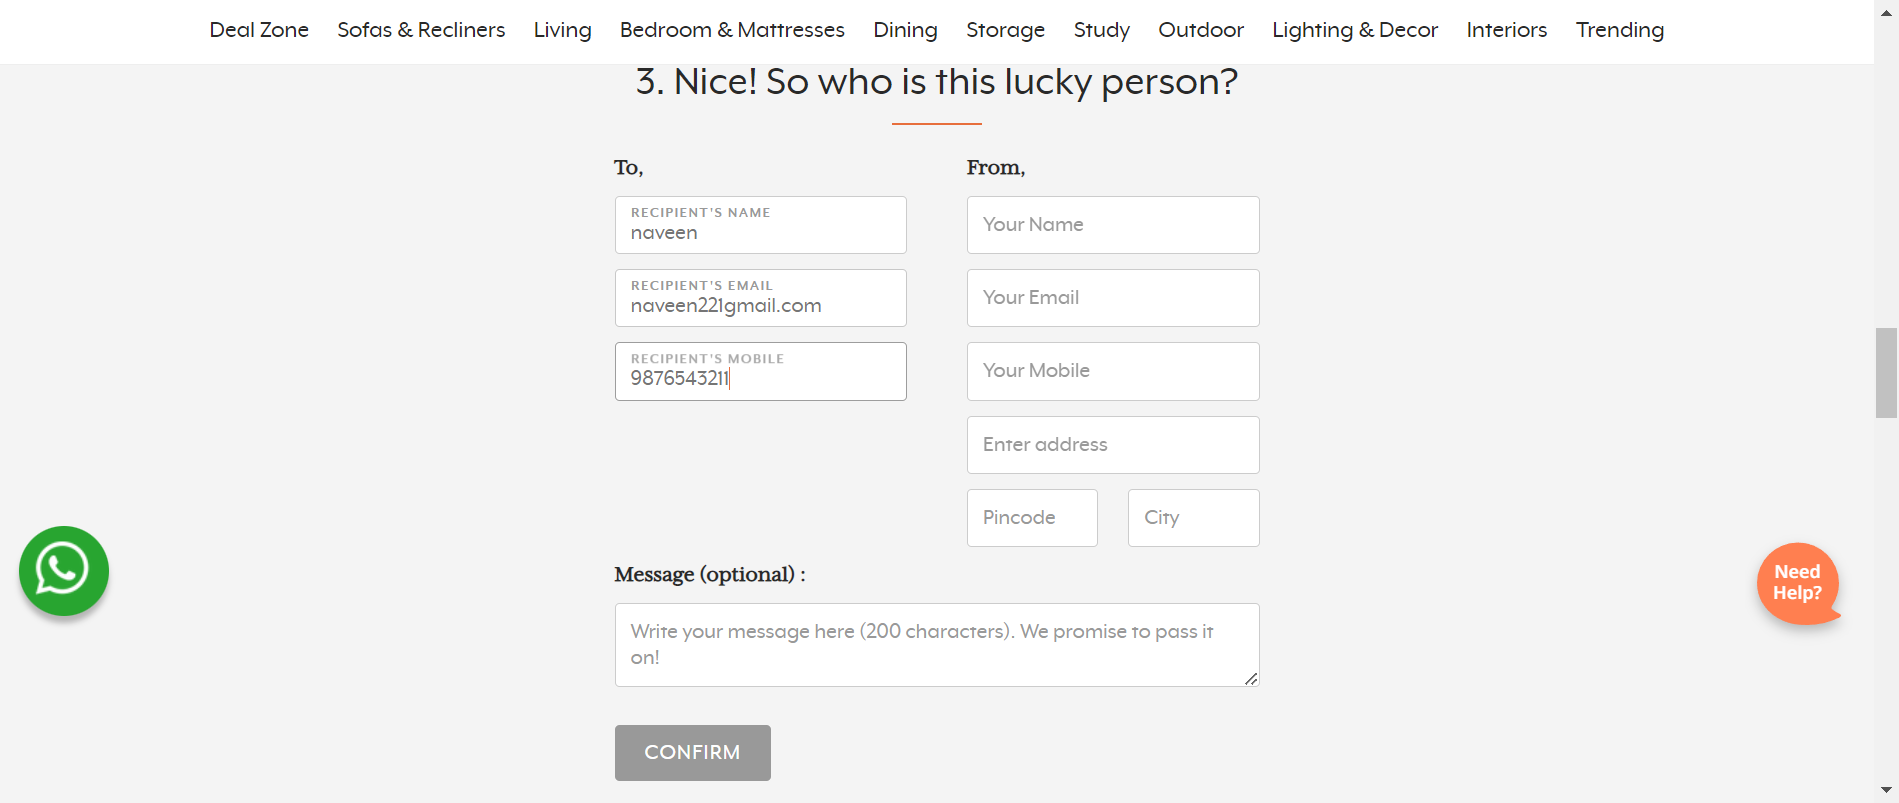 Deal Zone Sofas & Recliners Living Bedroom & Mattresses Dining Storage Study Outdoor Lighting & Decor Interiors Trending
3. Nice! So who is this lucky person?
To,
RECIPIENT'S NAME
naveen
RECIPIENT'S EMAIL
naveen221gmail.com
RECIPIENT'S MOBILE
9876543211
From,
Your Name
Your Email
Your Mobile
Enter address
Pincode City
Message (optional) :
Write your message here (200 characters). We promise to pass it
on!
CONFIRM
Need
Help?